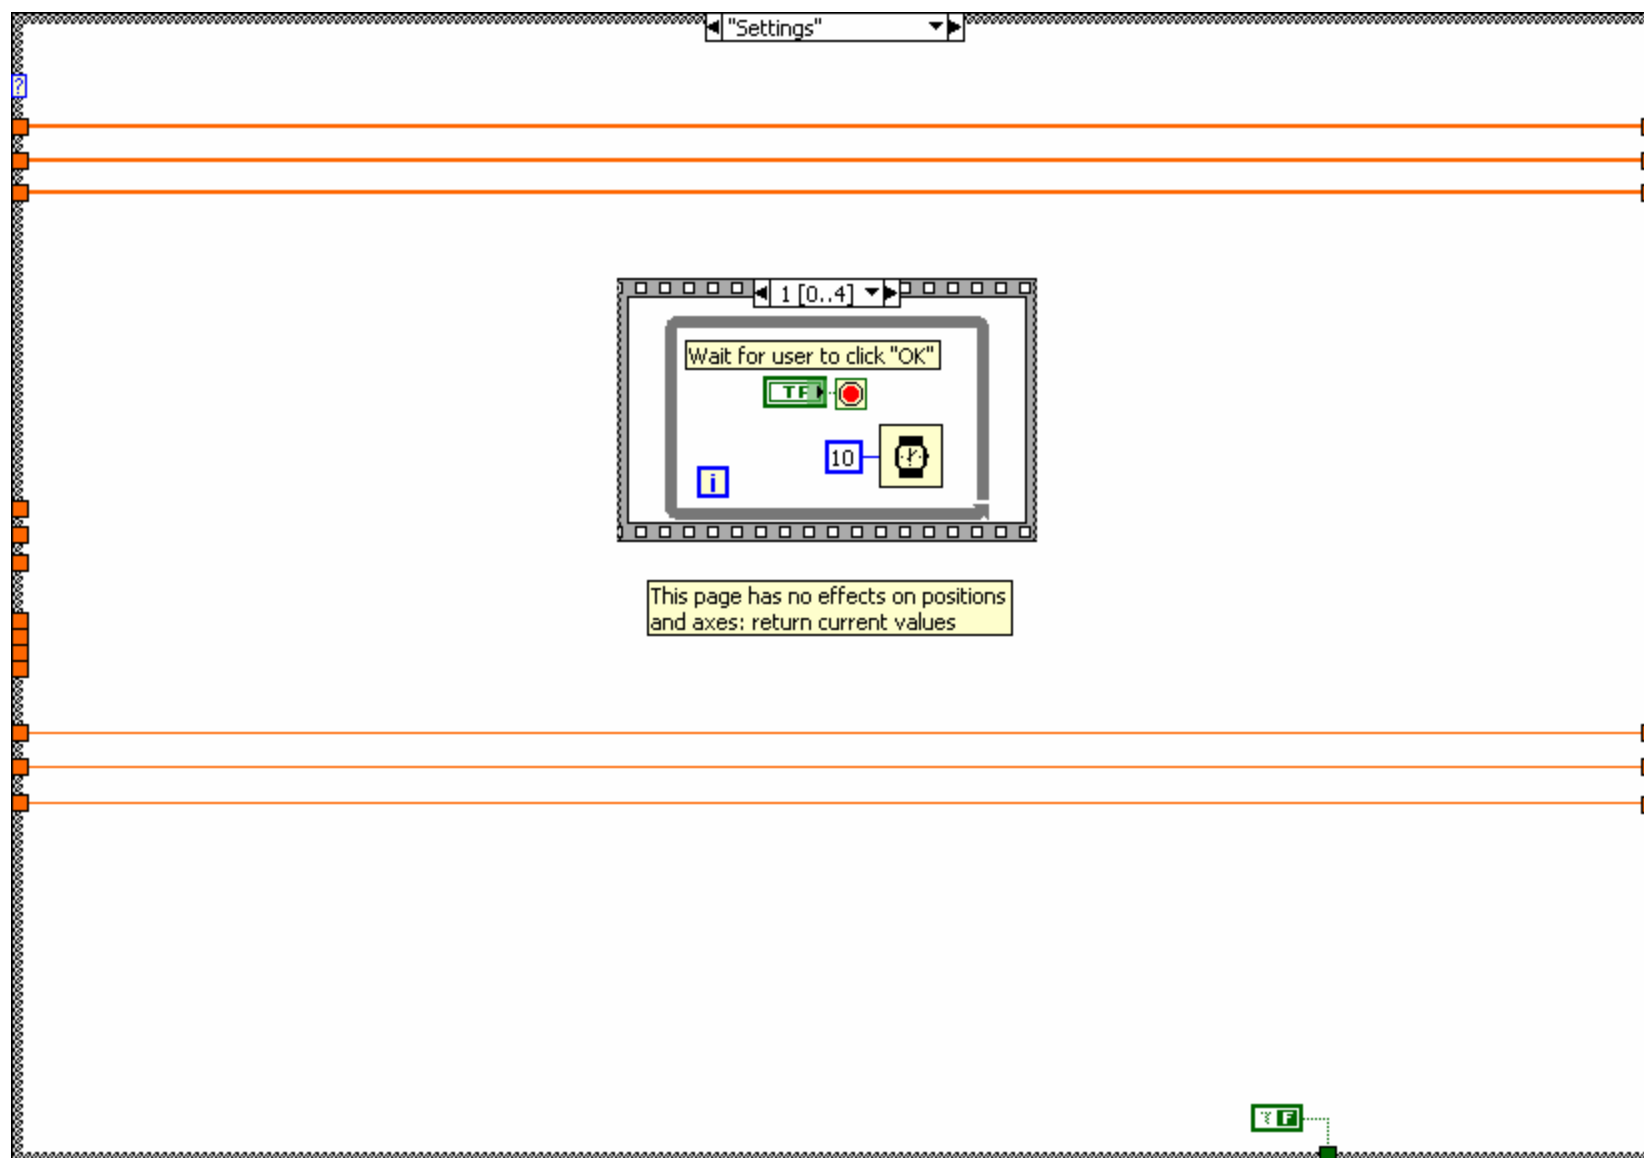 "Settings"
?
1 [0..4]
Wait for user to click "OK"
TF
10
i
This page has no effects on positions
and axes: return current values
F